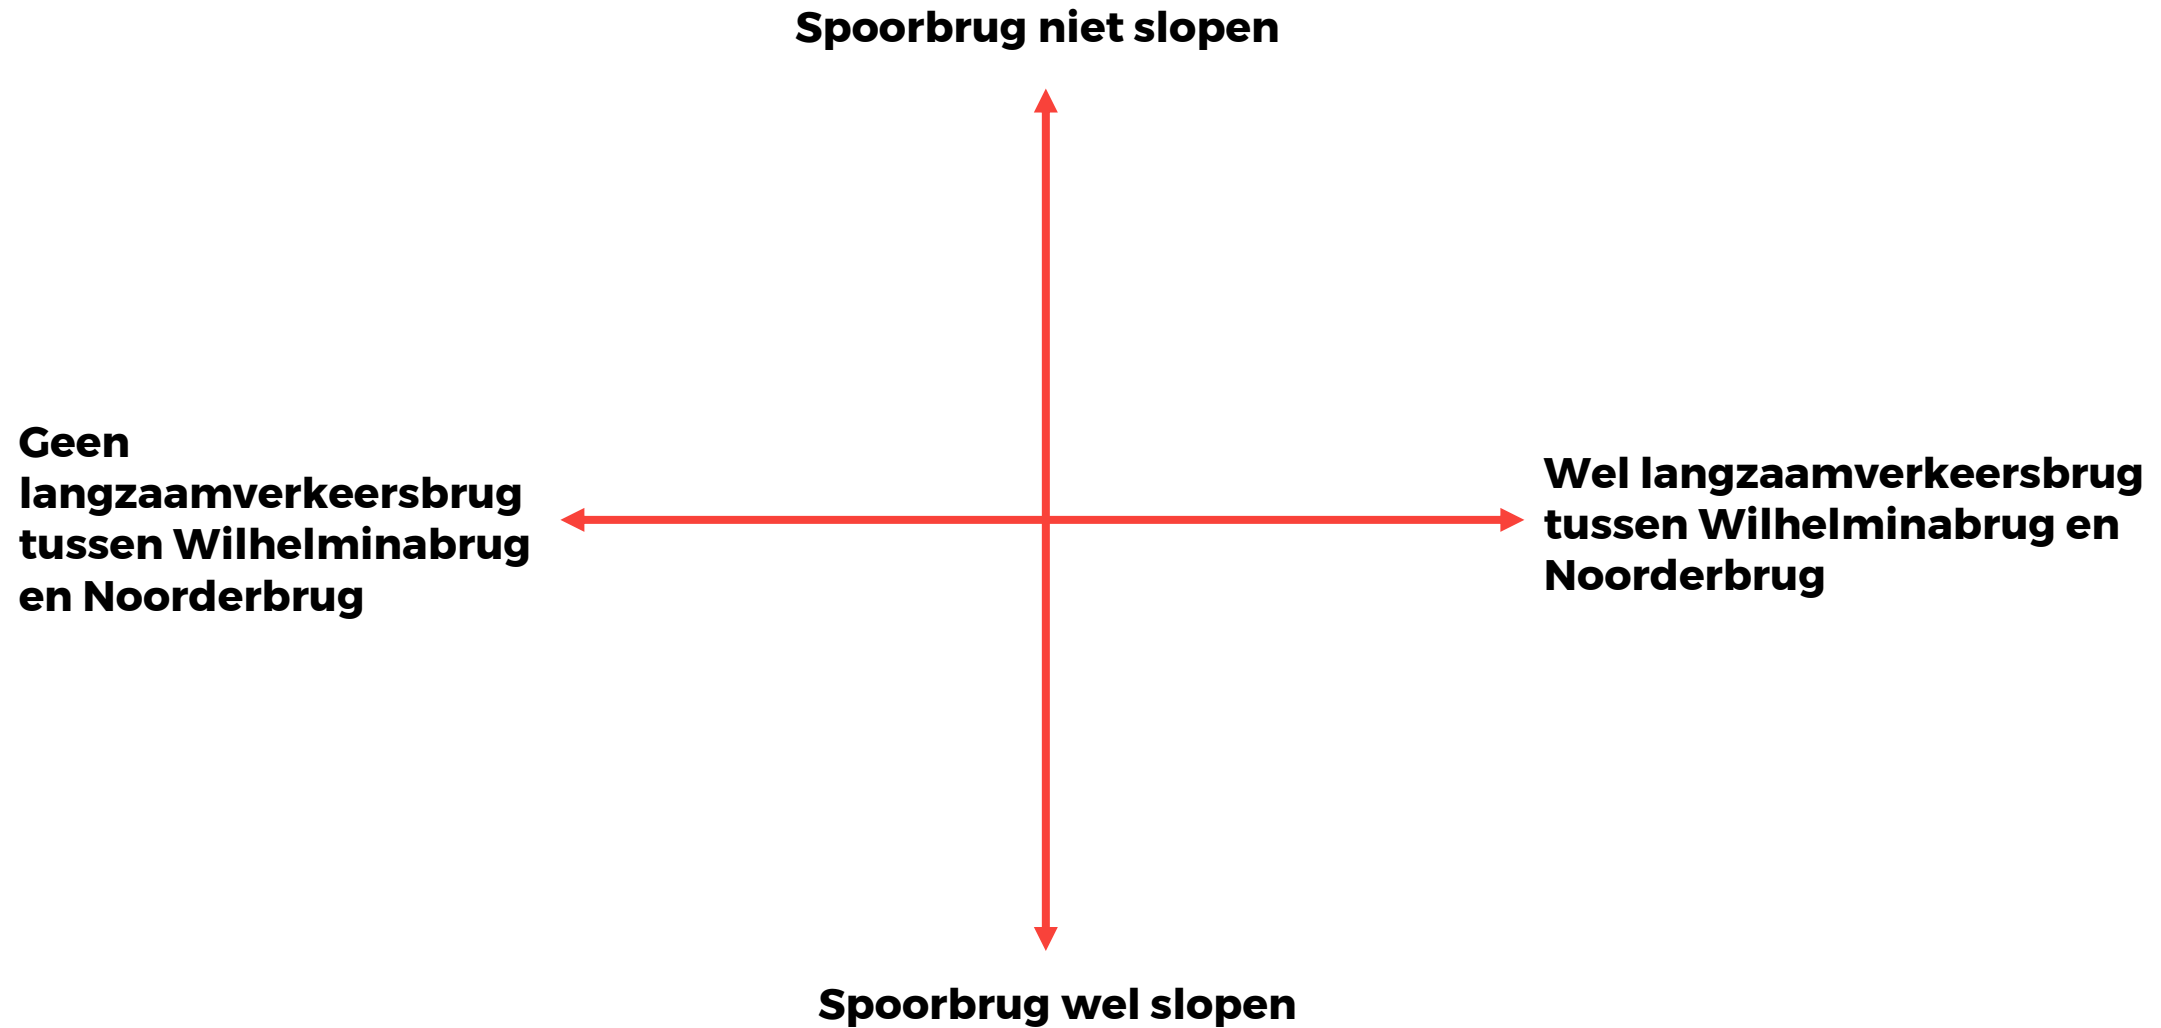 Spoorbrug niet slopen
Geen
langzaamverkeersbrug
tussen Wilhelminabrug
en Noorderbrug
Wel langzaamverkeersbrug
tussen Wilhelminabrug en
Noorderbrug
Spoorbrug wel slopen